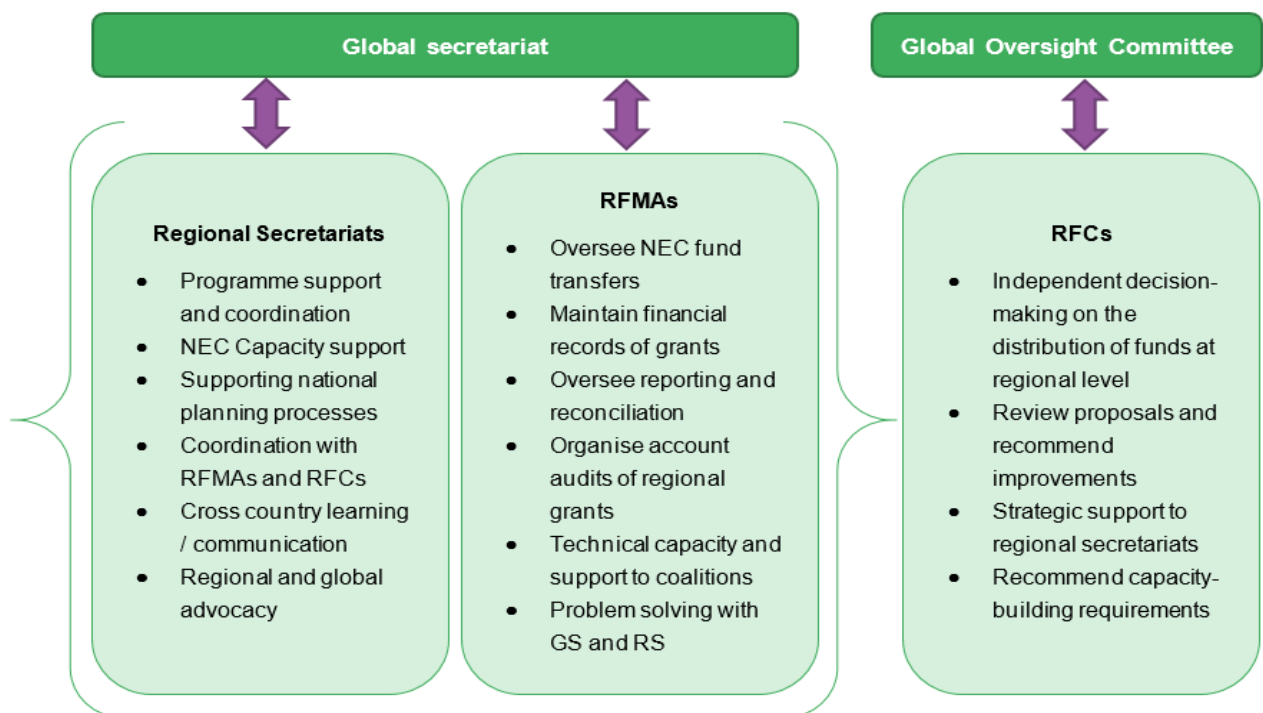 Global secretariat
Global Oversight Committee
Regional Secretariats
● Programme support
and coordination
● NEC Capacity support
● Supporting national
planning processes
● Coordination with
RFMAs and RFCs
● Cross country learning
/ communication
● Regional and global
advocacy
RFMAs
● Oversee NEC fund
transfers
● Maintain financial
records of grants
● Oversee reporting and
reconciliation
● Organise account
audits of regional
grants
● Technical capacity and
support to coalitions
● Problem solving with
GS and RS
RFCs
● Independent decision-
making on the
distribution of funds at
regional level
● Review proposals and
recommend
improvements
● Strategic support to
regional secretariats
● Recommend capacity-
building requirements